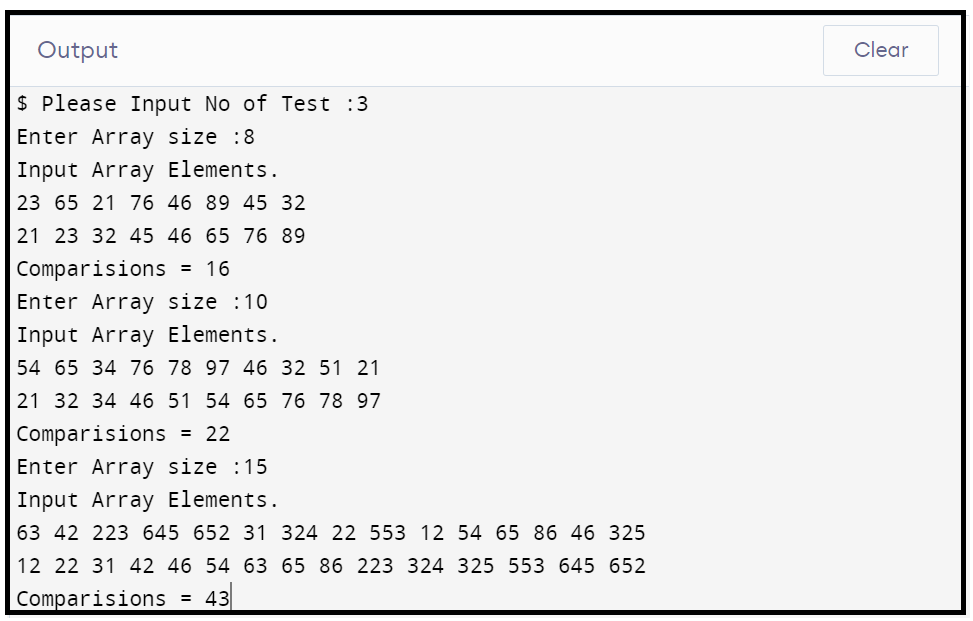 Output
Clear
$ Please Input No of Test :3
Enter Array size :8
Input Array Elements.
23 65 21 76 46 89 45 32
21 23 32 45 46 65 76 89
Comparisions = 16
Enter Array size :10
Input Array Elements.
54 65 34 76 78 97 46 32 51 21
21 32 34 46 51 54 65 76 78 97
Comparisions = 22
Enter Array size :15
Input Array Elements.
63 42 223 645 652 31 324 22 553 12 54 65 86 46 325
12 22 31 42 46 54 63 65 86 223 324 325 553 645 652
Comparisions = 43